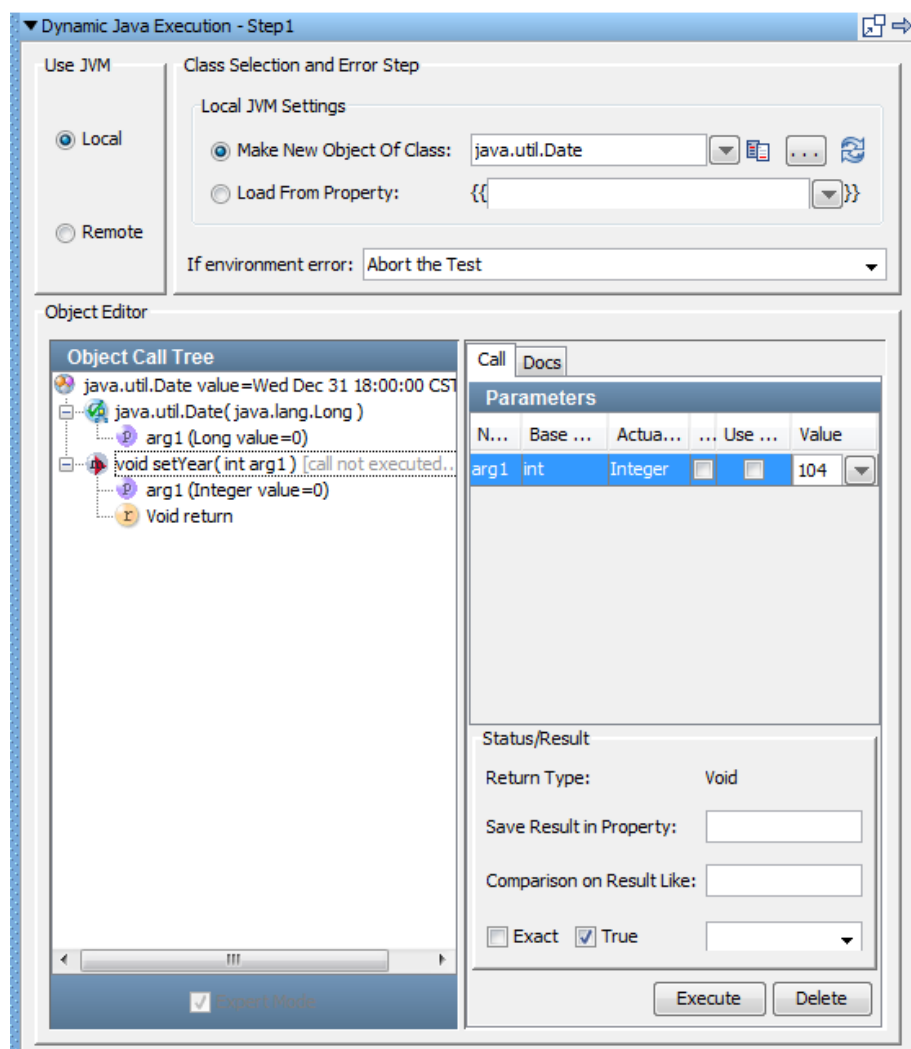 Dynamic Java Execution - Step1
Use JVM
Local
Remote
Class Selection and Error Step
Local JVM Settings
Make New Object Of Class: java.util.Date ...
Load From Property: {{ }}
If environment error: Abort the Test
Object Editor
Object Call Tree
java.util.Date value=Wed Dec 31 18:00:00 CST
java.util.Date( java.lang.Long )
P arg1 (Long value=0)
void setYear( int arg1 ) [call not executed..
P arg1 (Integer value=0)
r Void return
Call Docs
Parameters
N... Base ... Actua... ... Use ... Value
arg1 int Integer 104
Status/Result
Return Type: Void
Save Result in Property:
Comparison on Result Like:
Exact True
Execute Delete